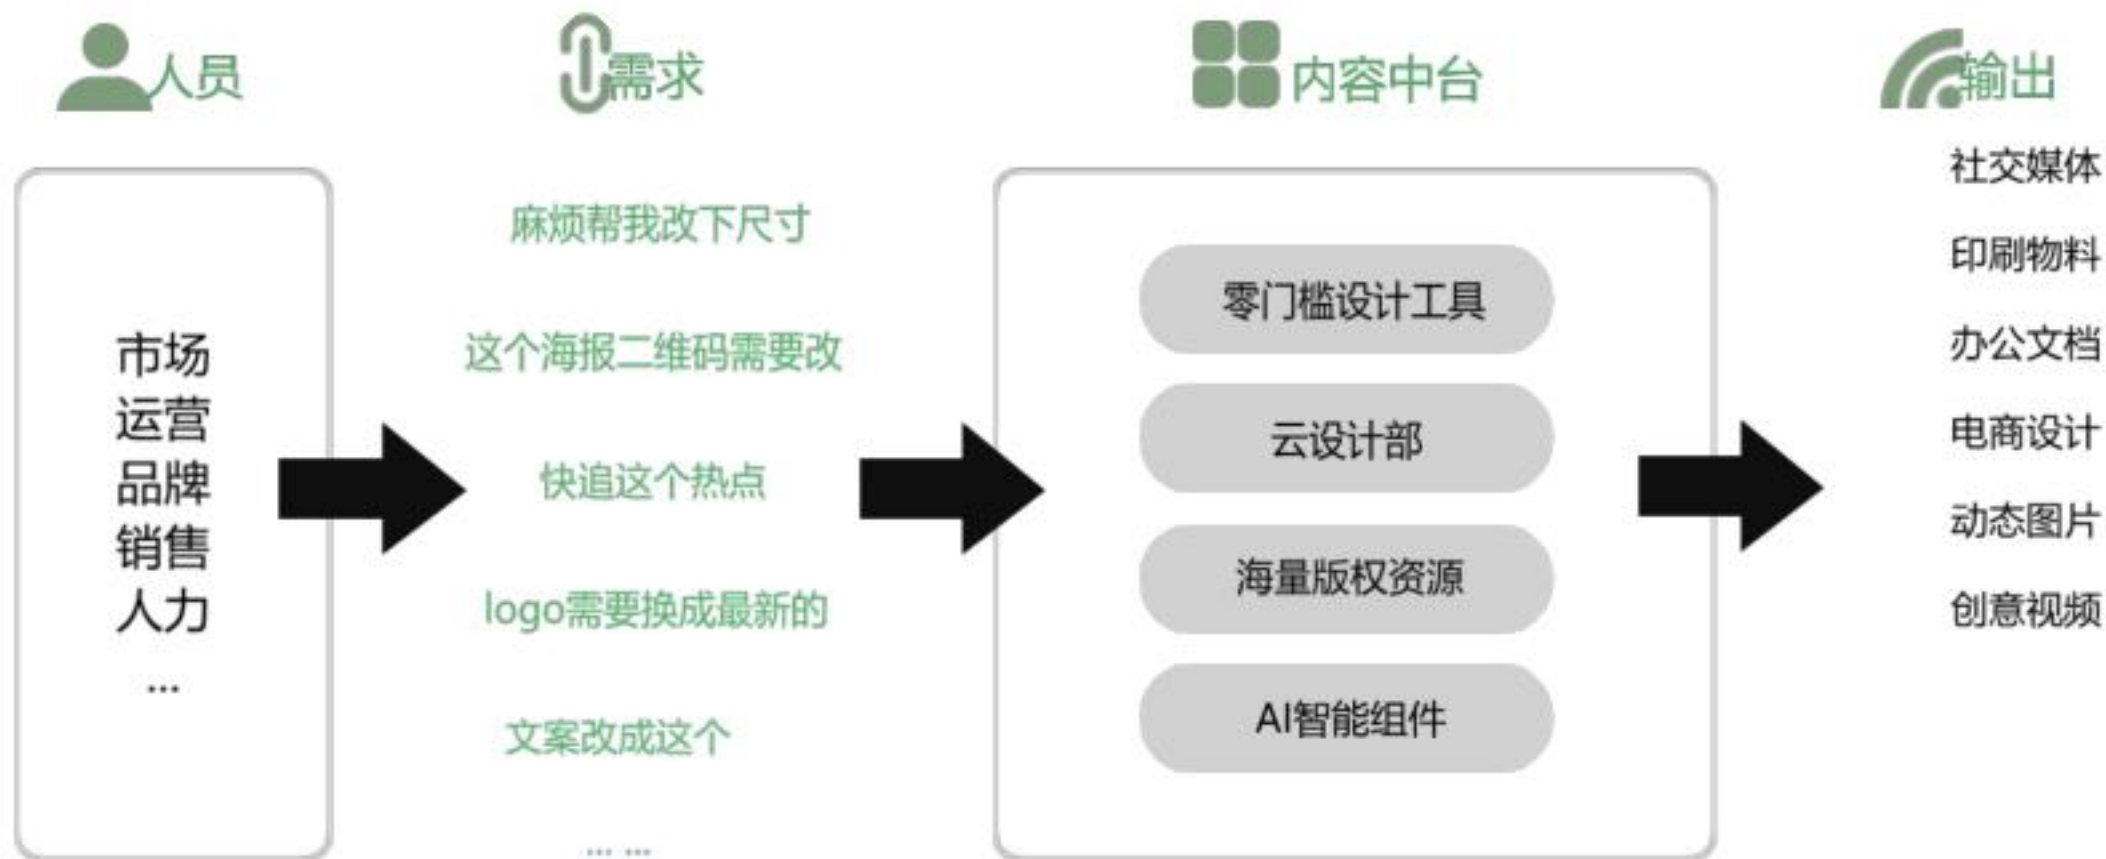 人员
需求
内容中台
输出
市场
运营
品牌
销售
人力
...
麻烦帮我改下尺寸
这个海报二维码需要改
快追这个热点
logo需要换成最新的
文案改成这个
... ...
零门槛设计工具
云设计部
海量版权资源
AI智能组件
社交媒体
印刷物料
办公文档
电商设计
动态图片
创意视频